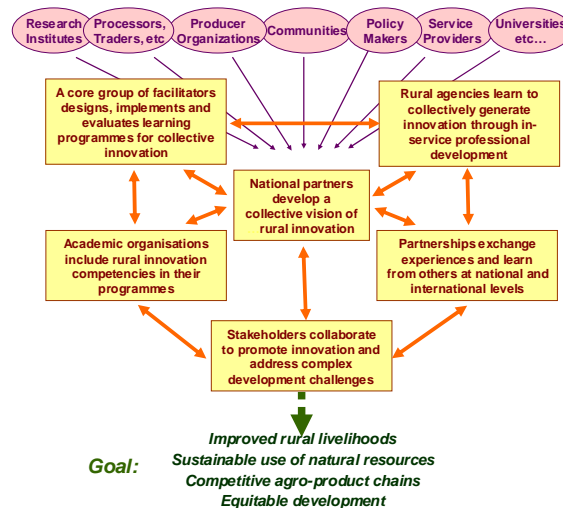 Research
Institutes
Processors,
Traders, etc
Producer
Organizations
Communities
Policy
Makers
Service
Providers
Universities
etc…
A core group of facilitators
designs, implements and
evaluates learning
programmes for collective
innovation
Rural agencies learn to
collectively generate
innovation through in-
service professional
development
National partners
develop a
collective vision of
rural innovation
Academic organisations
include rural innovation
competencies in their
programmes
Partnerships exchange
experiences and learn
from others at national and
international levels
Stakeholders collaborate
to promote innovation and
address complex
development challenges
Goal:
Improved rural livelihoods
Sustainable use of natural resources
Competitive agro-product chains
Equitable development